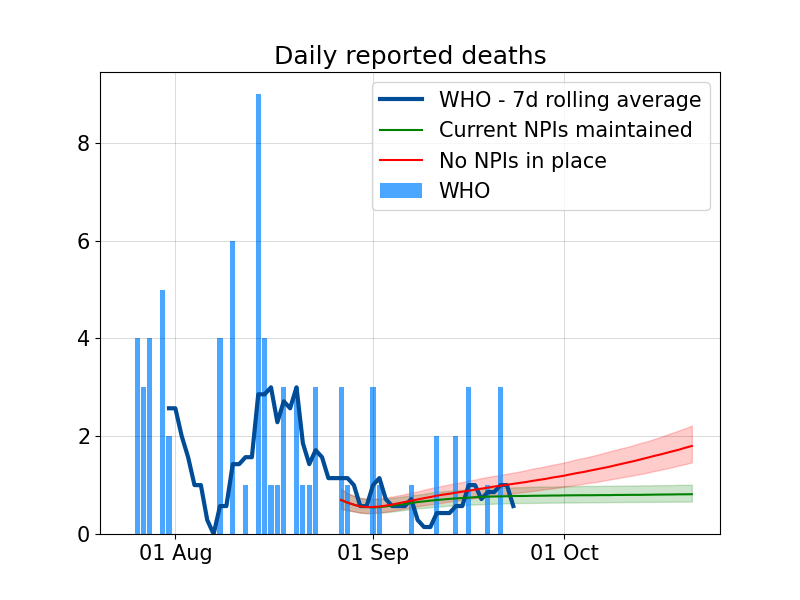 Daily reported deaths
WHO - 7d rolling average
Current NPIs maintained
No NPIs in place
WHO
8
6
4
2
0
01 Aug
01 Sep
01 Oct